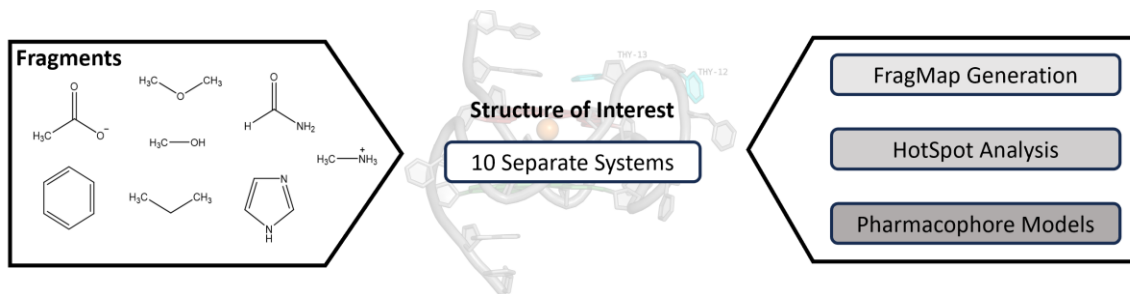 Fragments
H₃C
O
CH₃
O
H₃C
O⁻
O
H
NH₂
H₃C
OH
H₃C
+
NH₃
H₃C
CH₃
N
N
H
THY-13
THY-12
Structure of Interest
10 Separate Systems
FragMap Generation
HotSpot Analysis
Pharmacophore Models